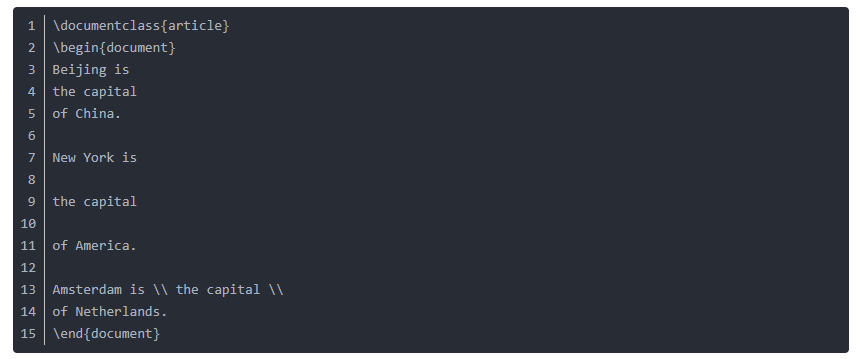 1 \documentclass{article}
2 \begin{document}
3 Beijing is
4 the capital
5 of China.
6
7 New York is
8
9 the capital
10
11 of America.
12
13 Amsterdam is \\ the capital \\
14 of Netherlands.
15 \end{document}